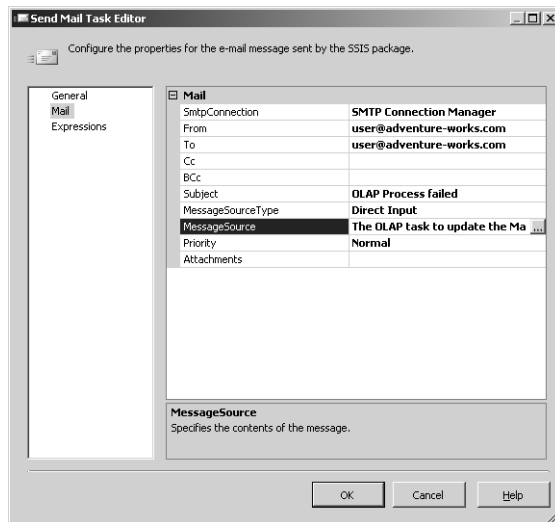 Send Mail Task Editor
Configure the properties for the e-mail message sent by the SSIS package.
General
Mail
Expressions
Mail
SmtpConnection SMTP Connection Manager
From user@adventure-works.com
To user@adventure-works.com
Cc
BCc
Subject OLAP Process failed
MessageSourceType Direct Input
MessageSource The OLAP task to update the Ma ...
Priority Normal
Attachments
MessageSource
Specifies the contents of the message.
OK Cancel Help